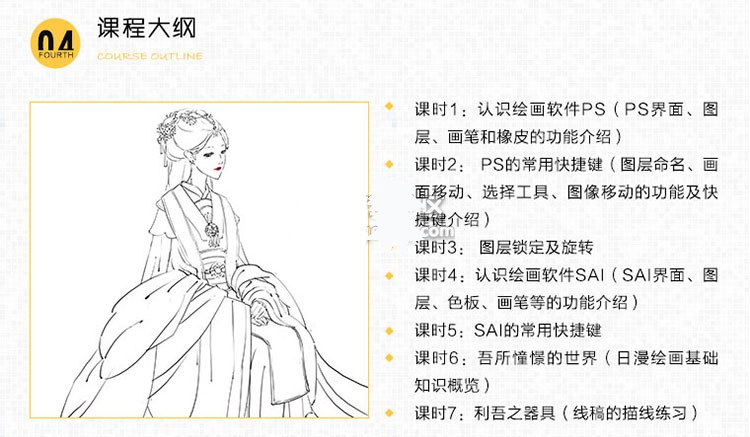 04
FOURTH
课程大纲
COURSE OUTLINE
课时1：认识绘画软件PS（PS界面、图
层、画笔和橡皮的功能介绍）
课时2： PS的常用快捷键（图层命名、画
面移动、选择工具、图像移动的功能及快
捷键介绍）
课时3： 图层锁定及旋转
课时4：认识绘画软件SAI（SAI界面、图
层、色板、画笔等的功能介绍）
课时5：SAI的常用快捷键
课时6：吾所憧憬的世界（日漫绘画基础
知识概览）
课时7：利吾之器具（线稿的描线练习）